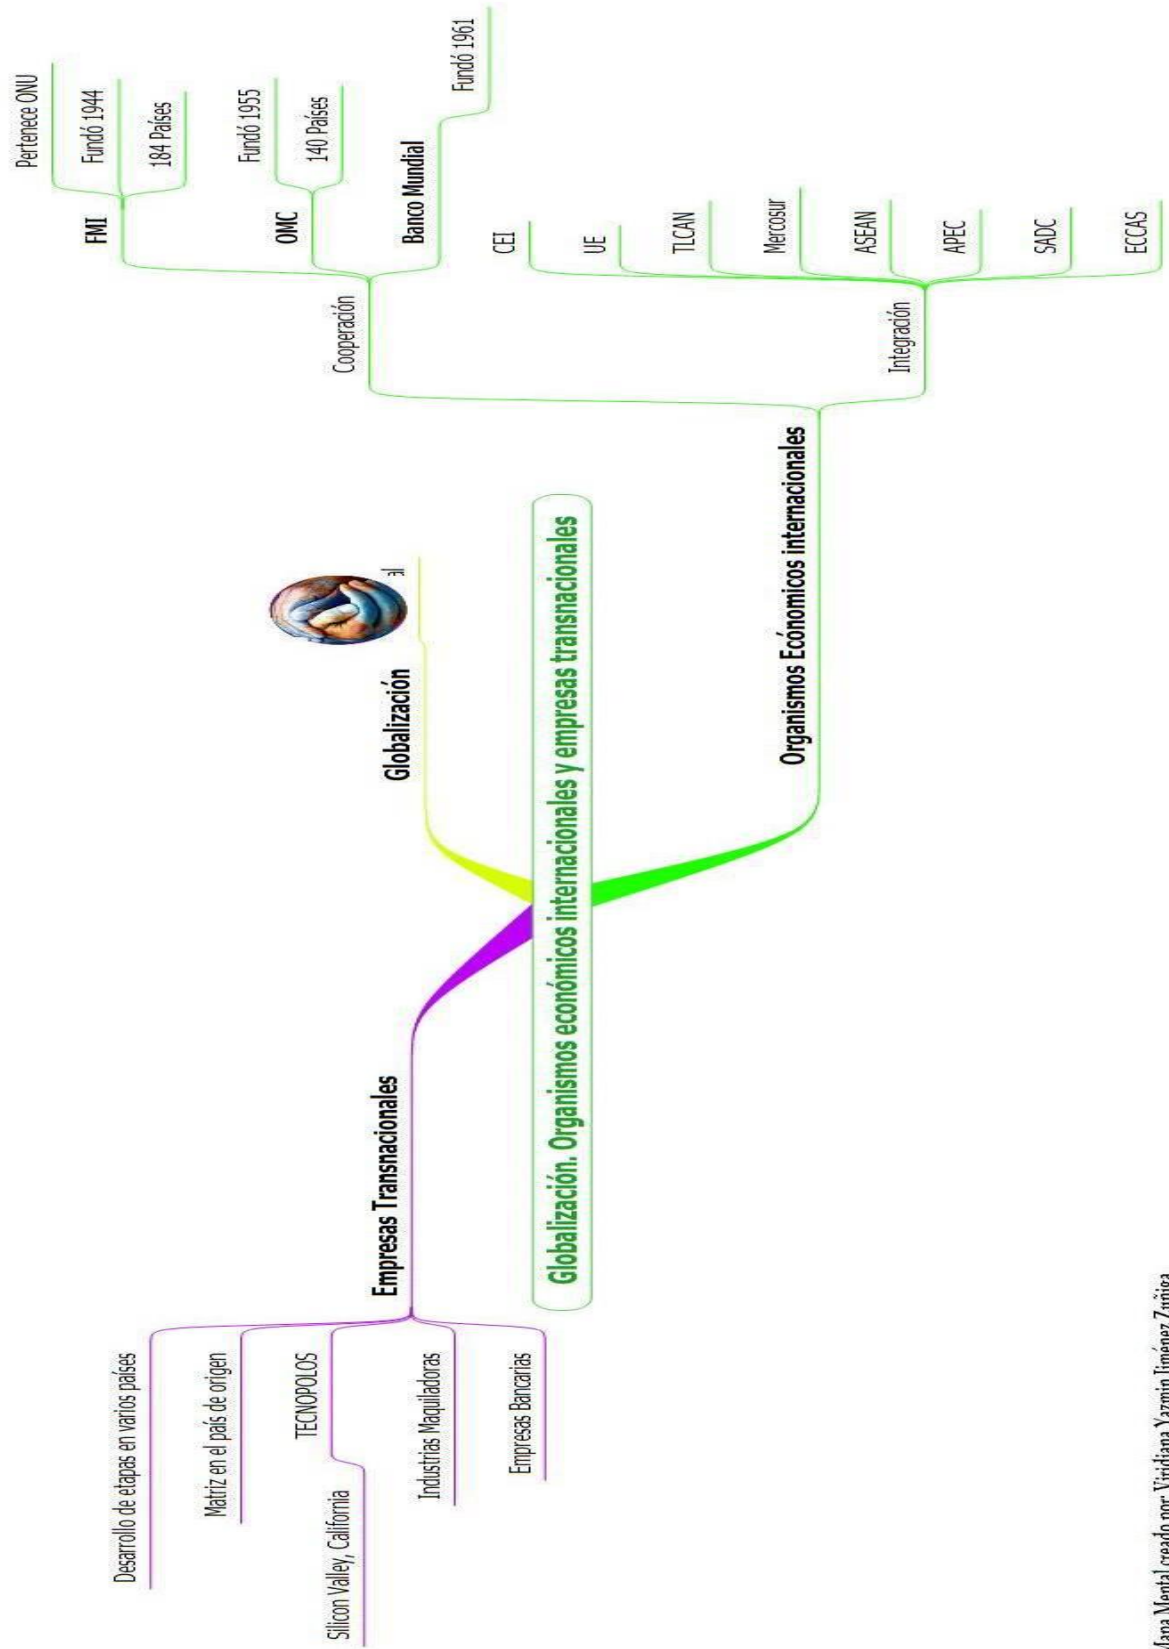 Globalización. Organismos económicos internacionales y empresas transnacionales
Globalización
al
Organismos Ecónomicos internacionales
Cooperación
FMI
Pertenece ONU
Fundó 1944
184 Países
OMC
Fundó 1955
140 Países
Banco Mundial
Fundó 1961
Integración
CEI
UE
TLCAN
Mercosur
ASEAN
APEC
SADC
ECCAS
Empresas Transnacionales
Desarrollo de etapas en varios países
Matriz en el país de origen
TECNOPOLOS
Silicon Valley, California
Industrias Maquiladoras
Empresas Bancarias
Mental creado por: Viridiana Yazmin Jiménez Zuñiga